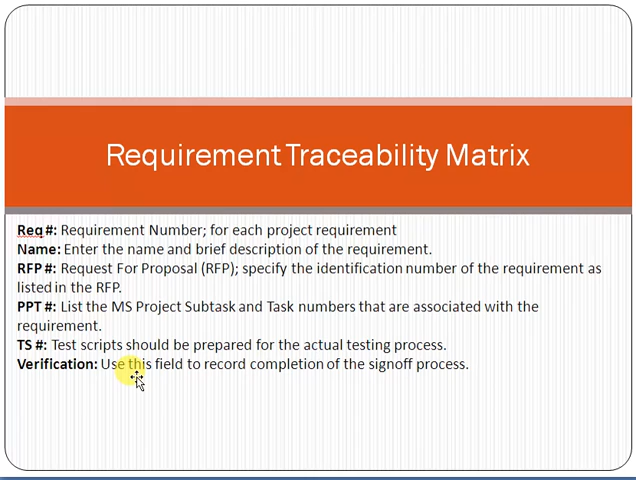 Requirement Traceability Matrix
Req #: Requirement Number; for each project requirement
Name: Enter the name and brief description of the requirement.
RFP #: Request For Proposal (RFP); specify the identification number of the requirement as
listed in the RFP.
PPT #: List the MS Project Subtask and Task numbers that are associated with the
requirement.
TS #: Test scripts should be prepared for the actual testing process.
Verification: Use this field to record completion of the signoff process.